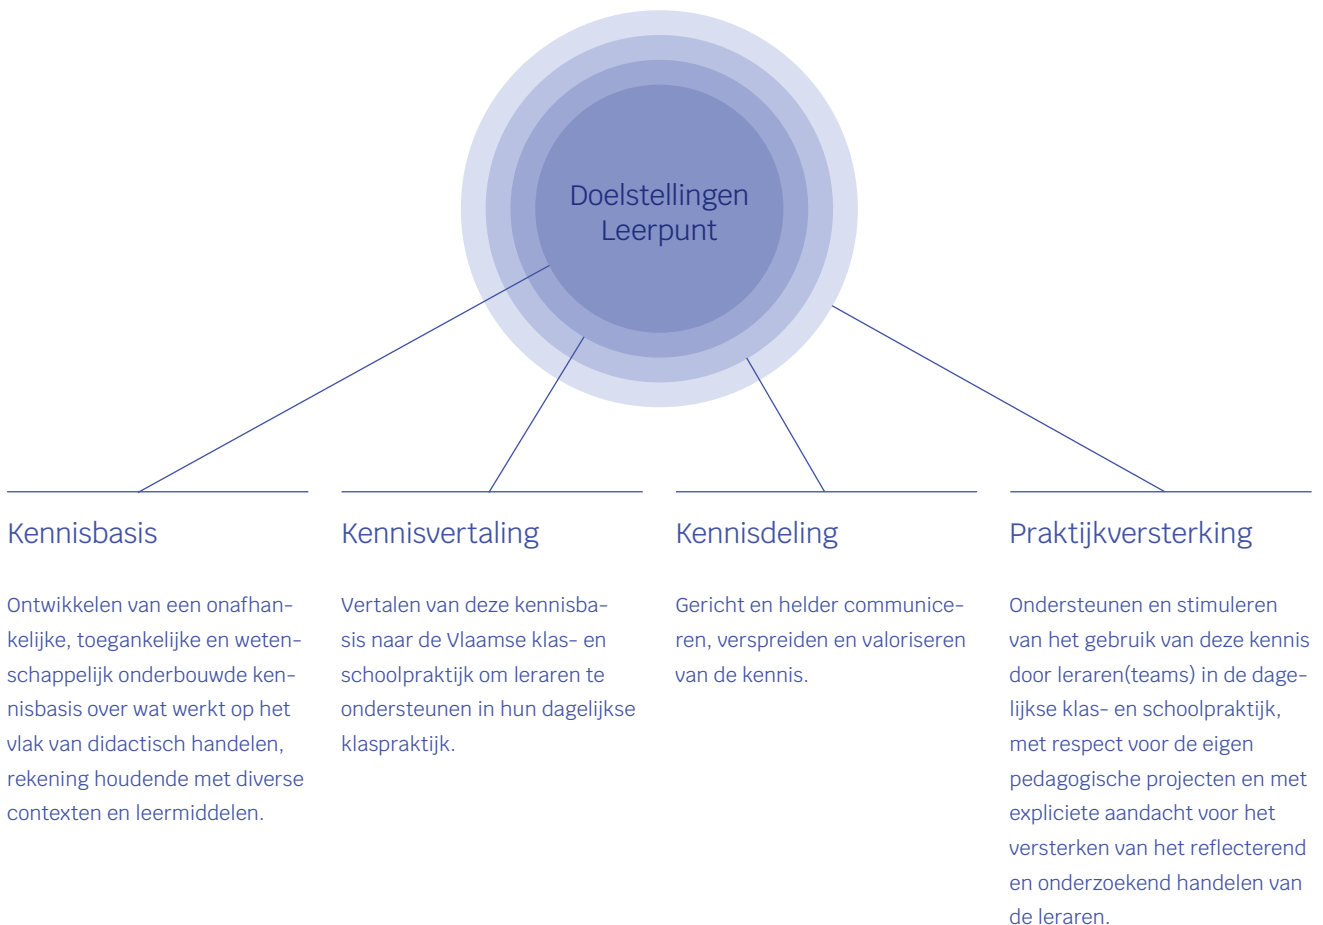 Doelstellingen
Leerpunt
Kennisbasis
Ontwikkelen van een onafhan-
kelijke, toegankelijke en weten-
schappelijk onderbouwde ken-
nisbasis over wat werkt op het
vlak van didactisch handelen,
rekening houdende met diverse
contexten en leermiddelen.
Kennisvertaling
Vertalen van deze kennisba-
sis naar de Vlaamse klas- en
schoolpraktijk om leraren te
ondersteunen in hun dagelijkse
klaspraktijk.
Kennisdeling
Gericht en helder communice-
ren, verspreiden en valoriseren
van de kennis.
Praktijkversterking
Ondersteunen en stimuleren
van het gebruik van deze kennis
door leraren(teams) in de dage-
lijkse klas- en schoolpraktijk,
met respect voor de eigen
pedagogische projecten en met
expliciete aandacht voor het
versterken van het reflecterend
en onderzoekend handelen van
de leraren.